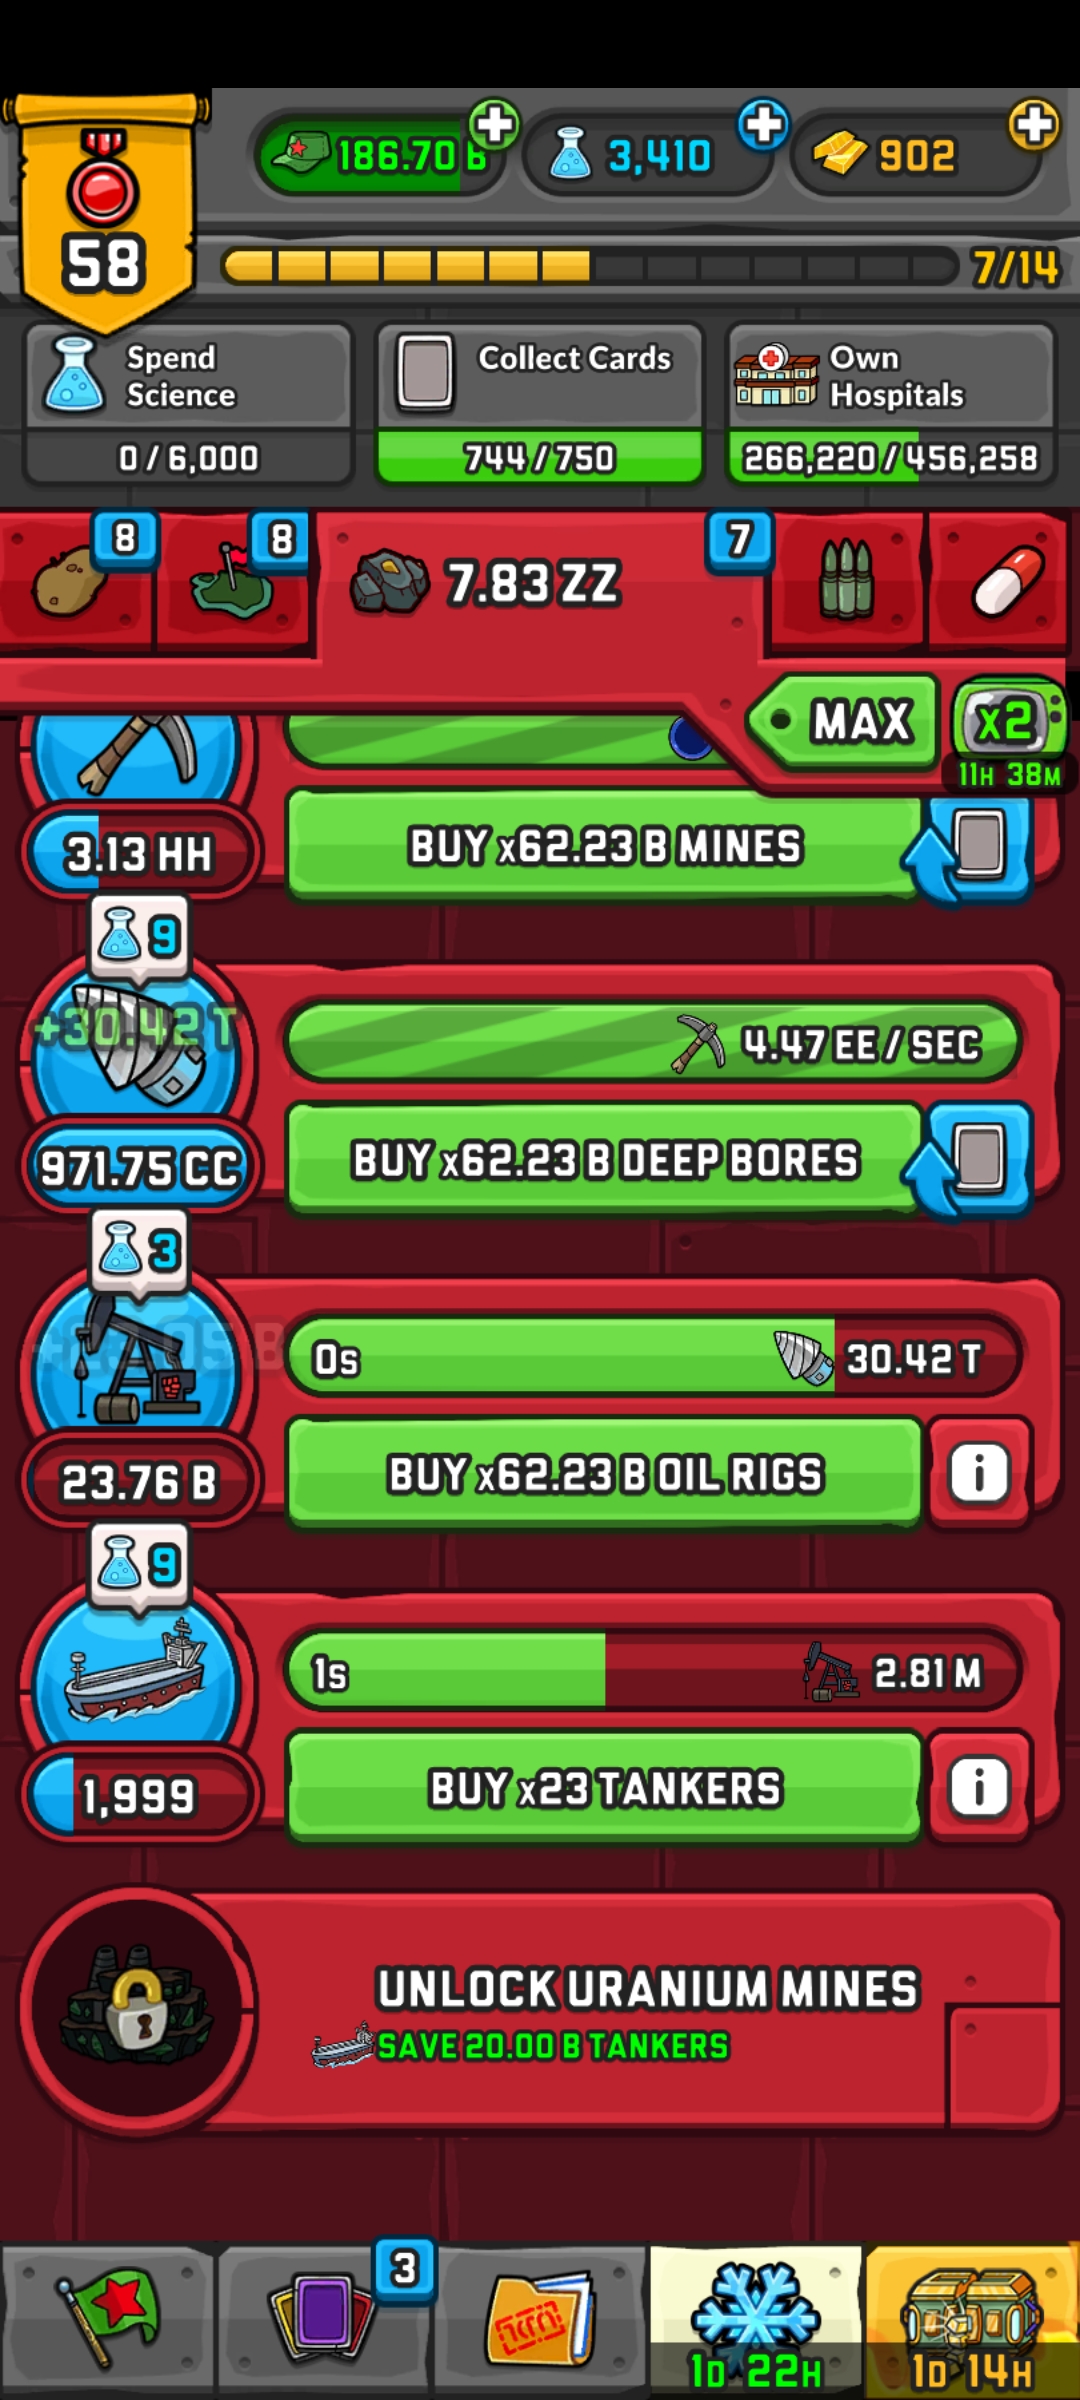 58
186.70 B
3,410
902
7/14
Spend
Science
0 / 6,000
Collect Cards
744 / 750
Own
Hospitals
266,220 / 456,258
8
8
7.83 ZZ
7
MAX
x2
11H 38M
3.13 HH
BUY x62.23 B MINES
9
+30.42 T
4.47 EE / SEC
971.75 CC
BUY x62.23 B DEEP BORES
3
0s
30.42 T
23.76 B
BUY x62.23 B OIL RIGS
i
9
1s
2.81 M
1,999
BUY x23 TANKERS
i
UNLOCK URANIUM MINES
SAVE 20.00 B TANKERS
3
1D 22H
1D 14H